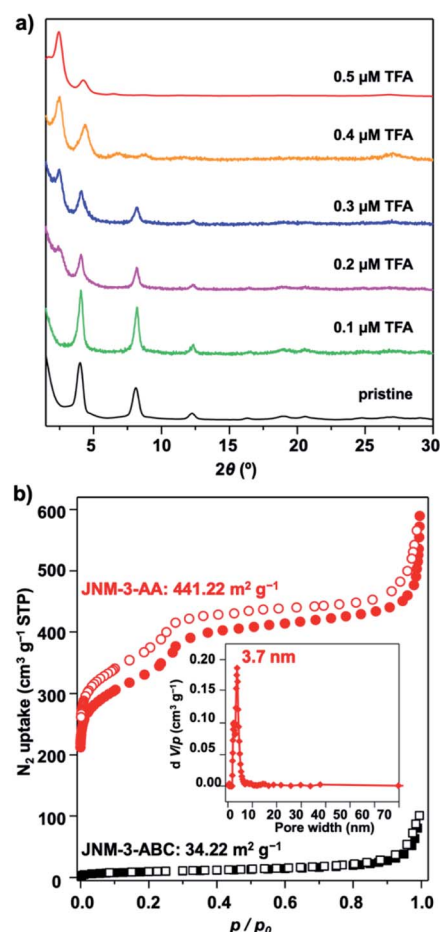 a)
0.5 µM TFA
0.4 µM TFA
0.3 µM TFA
0.2 µM TFA
0.1 µM TFA
pristine
5 10 15 20 25 30
2θ (º)
b)
600
500
400
300
200
100
0
N₂ uptake (cm³ g⁻¹ STP)
JNM-3-AA: 441.22 m² g⁻¹
3.7 nm
0.20
0.15
0.10
0.05
0.00
d V/p (cm³ g⁻¹)
0 10 20 30 40 50 60 70
Pore width (nm)
JNM-3-ABC: 34.22 m² g⁻¹
0.0 0.2 0.4 0.6 0.8 1.0
p / p₀